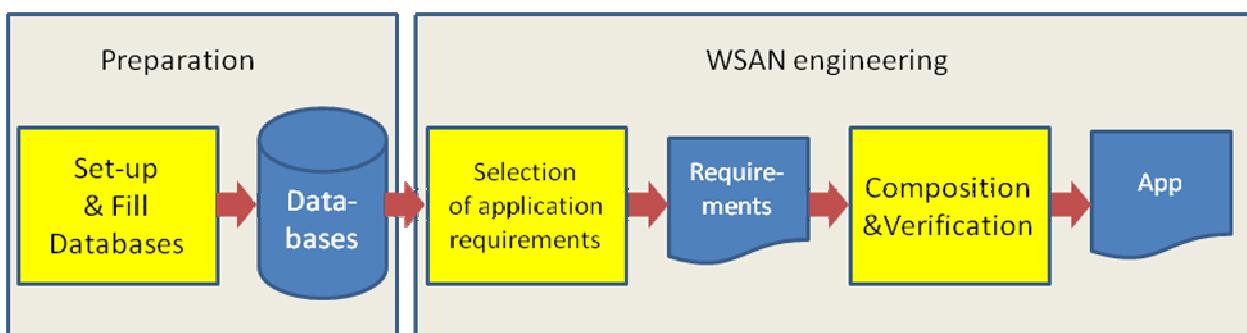 Preparation
WSAN engineering
Set-up
& Fill
Databases
Data-
bases
Selection
of application
requirements
Require-
ments
Composition
&Verification
App